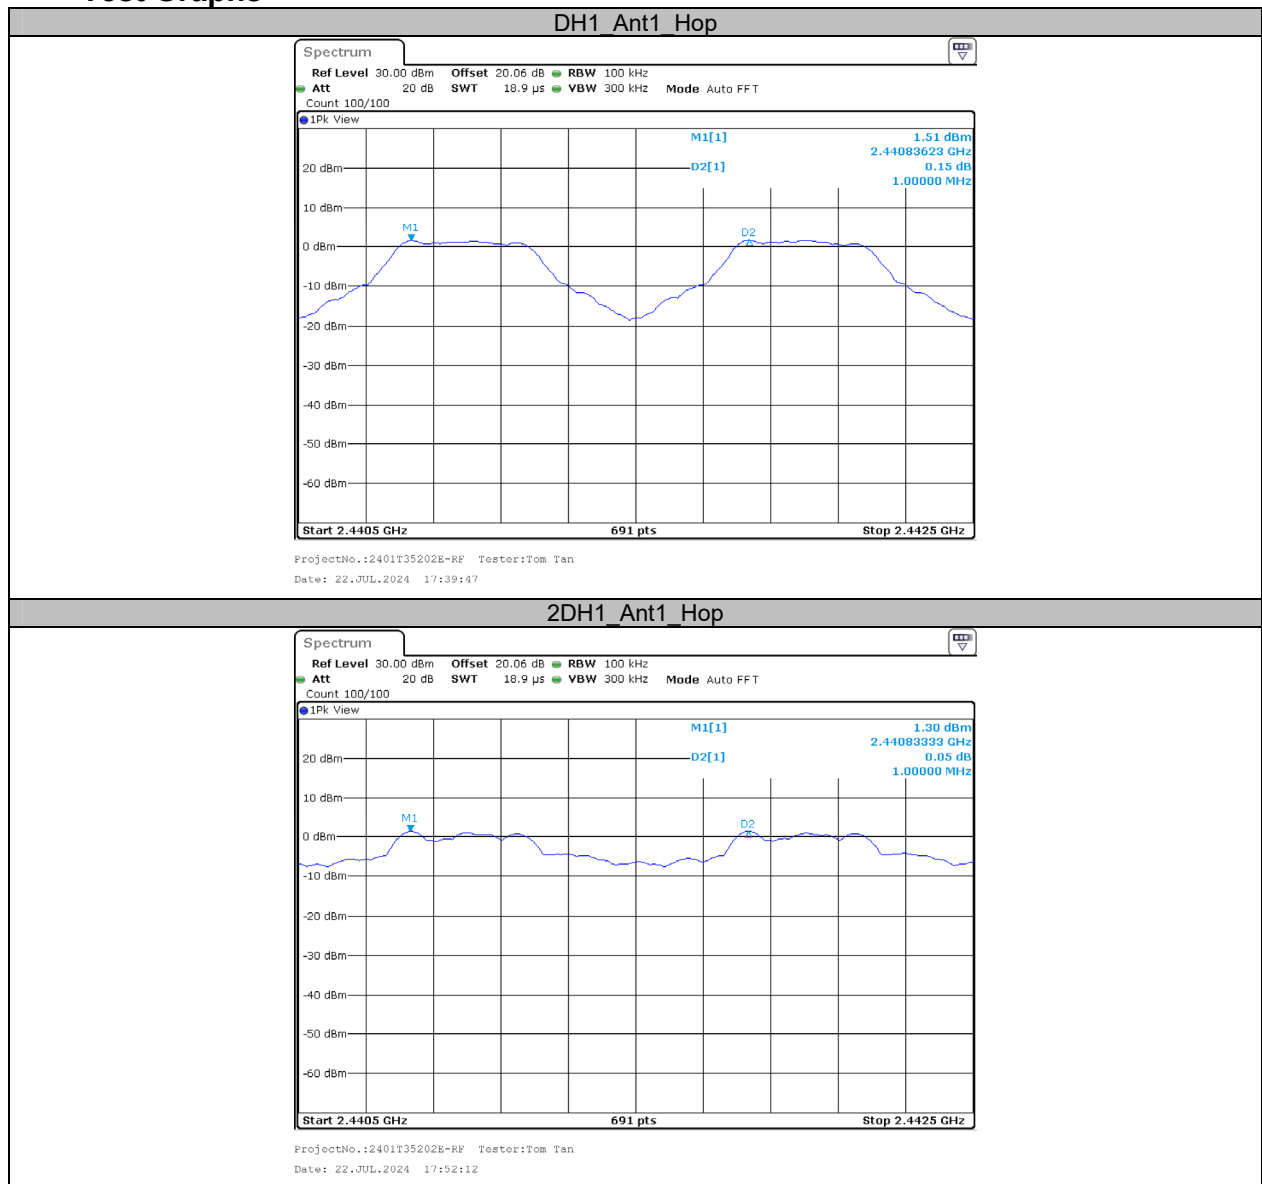 Test Graphs
DH1_Ant1_Hop
Spectrum
Ref Level 30.00 dBm Offset 20.06 dB RBW 100 kHz
Att 20 dB SWT 18.9 µs VBW 300 kHz Mode Auto FFT
Count 100/100
1Pk View
M1[1] 1.51 dBm
2.44083623 GHz
20 dBm D2[1] 0.15 dB
1.00000 MHz
10 dBm
M1
D2
0 dBm
-10 dBm
-20 dBm
-30 dBm
-40 dBm
-50 dBm
-60 dBm
Start 2.4405 GHz 691 pts Stop 2.4425 GHz
ProjectNo.:2401T35202E-RF Tester:Tom Tan
Date: 22.JUL.2024 17:39:47
2DH1_Ant1_Hop
Spectrum
Ref Level 30.00 dBm Offset 20.06 dB RBW 100 kHz
Att 20 dB SWT 18.9 µs VBW 300 kHz Mode Auto FFT
Count 100/100
1Pk View
M1[1] 1.30 dBm
2.44083333 GHz
20 dBm D2[1] 0.05 dB
1.00000 MHz
10 dBm
M1
D2
0 dBm
-10 dBm
-20 dBm
-30 dBm
-40 dBm
-50 dBm
-60 dBm
Start 2.4405 GHz 691 pts Stop 2.4425 GHz
ProjectNo.:2401T35202E-RF Tester:Tom Tan
Date: 22.JUL.2024 17:52:12